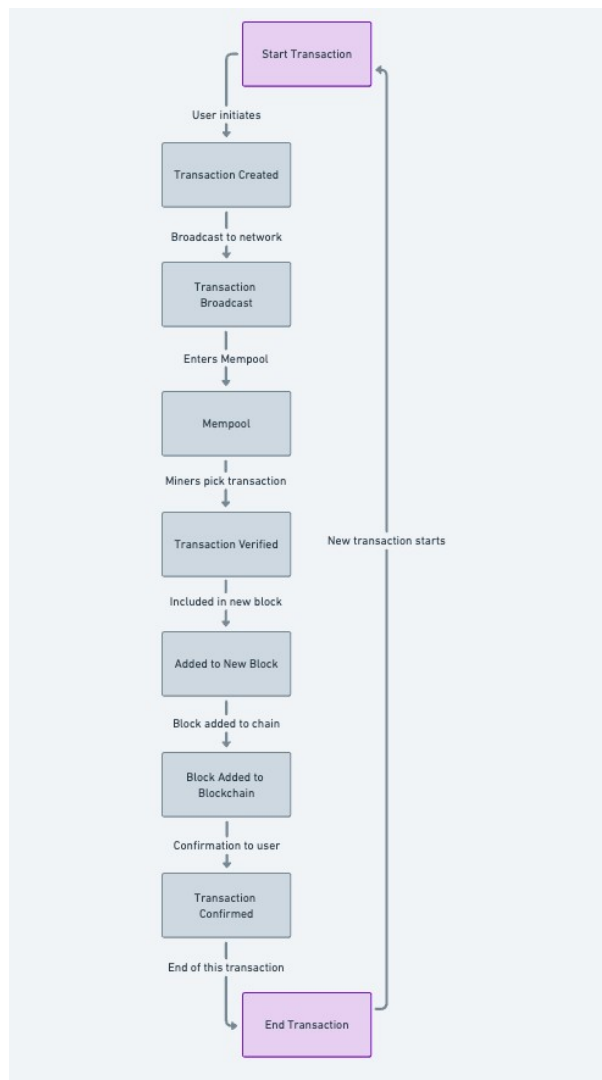 Start Transaction
User initiates
Transaction Created
Broadcast to network
Transaction
Broadcast
Enters Mempool
Mempool
Miners pick transaction
Transaction Verified
New transaction starts
Included in new block
Added to New Block
Block added to chain
Block Added to
Blockchain
Confirmation to user
Transaction
Confirmed
End of this transaction
End Transaction